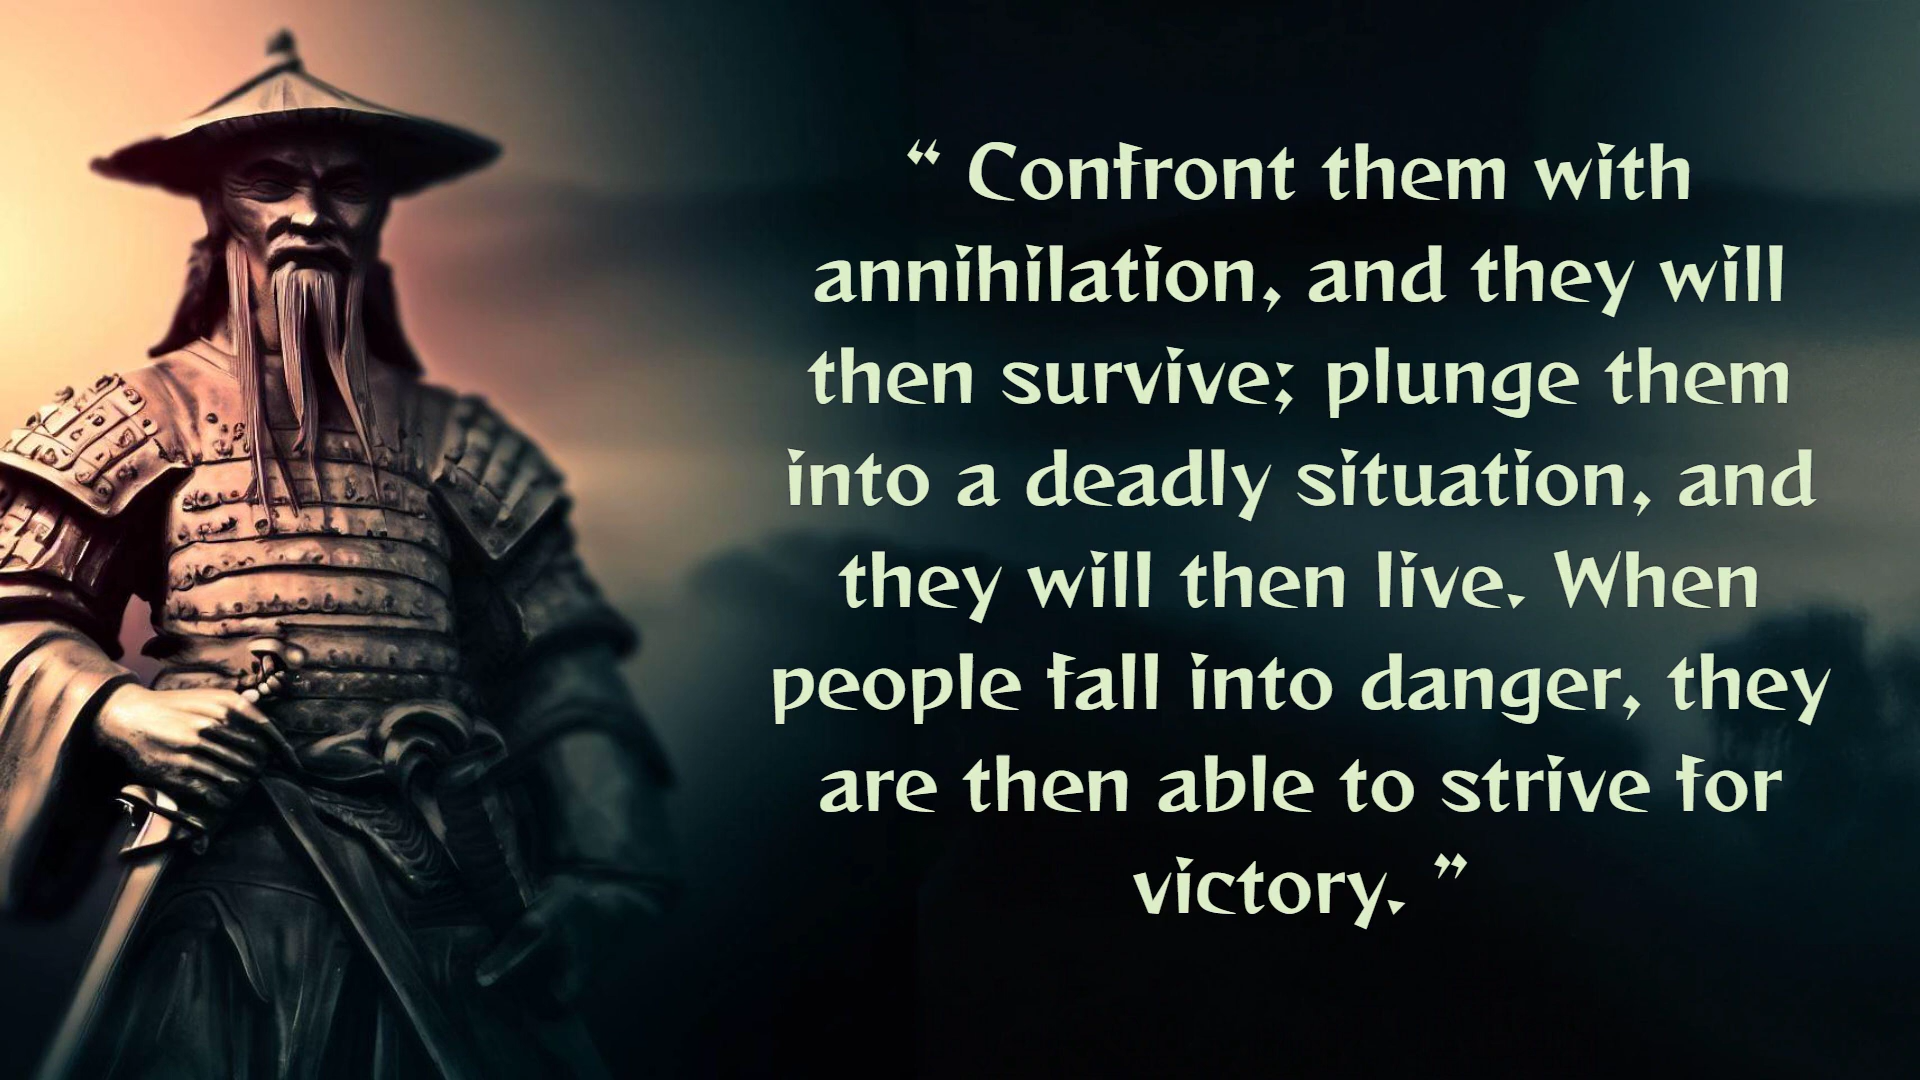 “ Confront them with
annihilation, and they will
then survive; plunge them
into a deadly situation, and
they will then live. When
people fall into danger, they
are then able to strive for
victory. ”